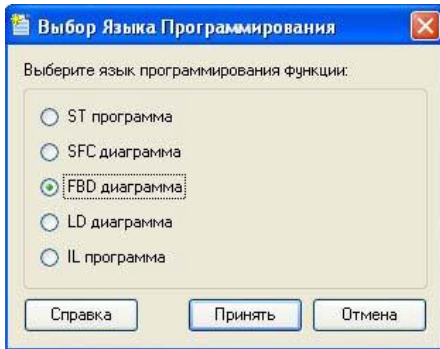 Выбор Языка Программирования
Выберите язык программирования функции:
ST программа
SFC диаграмма
FBD диаграмма
LD диаграмма
IL программа
Справка Принять Отмена